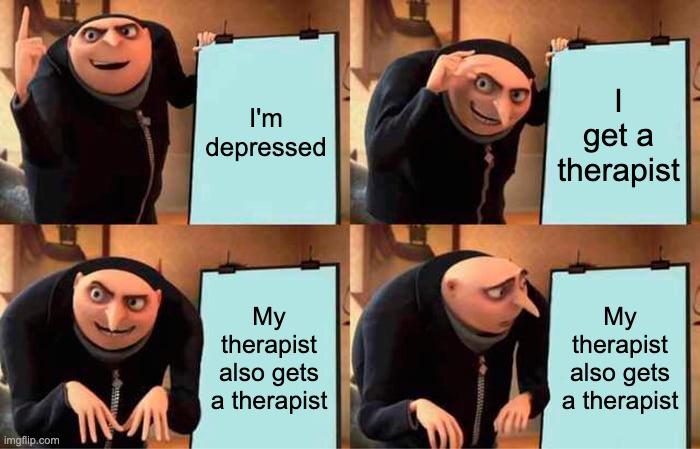 I'm
depressed
I
get a
therapist
My
therapist
also gets
a therapist
My
therapist
also gets
a therapist
imgflip.com